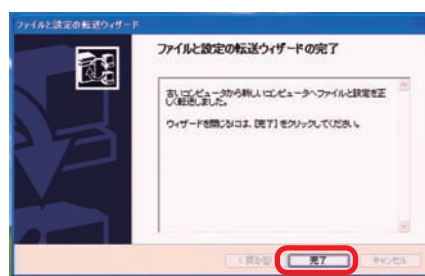 ファイルと設定の転送ウィザード
ファイルと設定の転送ウィザードの完了
古いコンピュータから新しいコンピュータへファイルと設定を正
しく転送しました。
ウィザードを閉じるには、[完了] をクリックしてください。
< 戻る(B)
完了
キャンセル